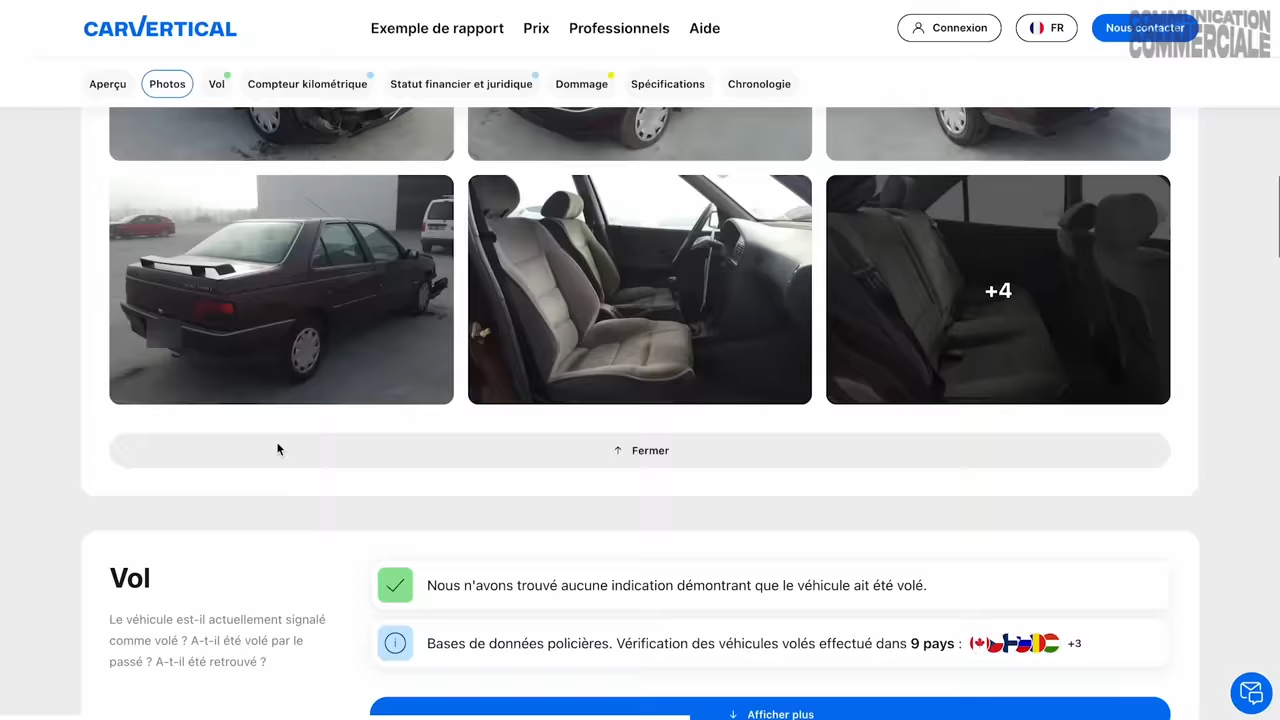 CARVERTICAL
Exemple de rapport Prix Professionnels Aide
Connexion FR Nous contacter
COMMUNICATION
COMMERCIALE
Aperçu Photos Vol Compteur kilométrique Statut financier et juridique Dommage Spécifications Chronologie
+4
↑ Fermer
Vol
Le véhicule est-il actuellement signalé
comme volé ? A-t-il été volé par le
passé ? A-t-il été retrouvé ?
Nous n'avons trouvé aucune indication démontrant que le véhicule ait été volé.
Bases de données policières. Vérification des véhicules volés effectué dans 9 pays : +3
↓ Afficher plus